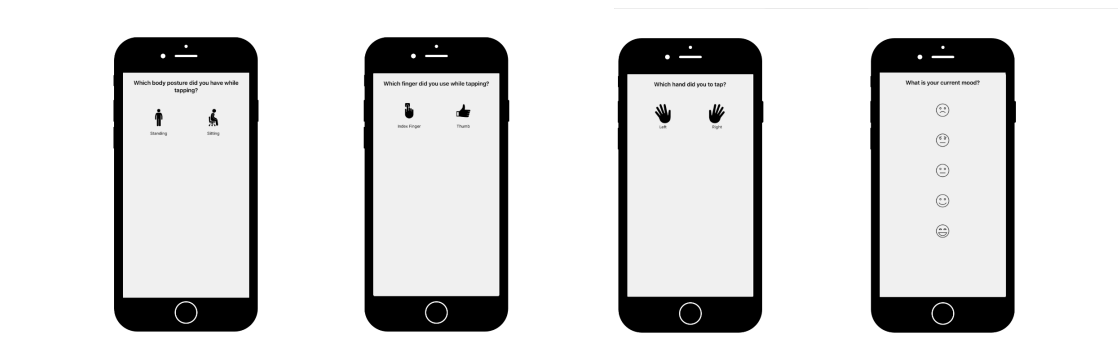 Which body posture did you have while
tapping?
Standing
Sitting
Which finger did you use while tapping?
Index Finger
Thumb
Which hand did you to tap?
Left
Right
What is your current mood?